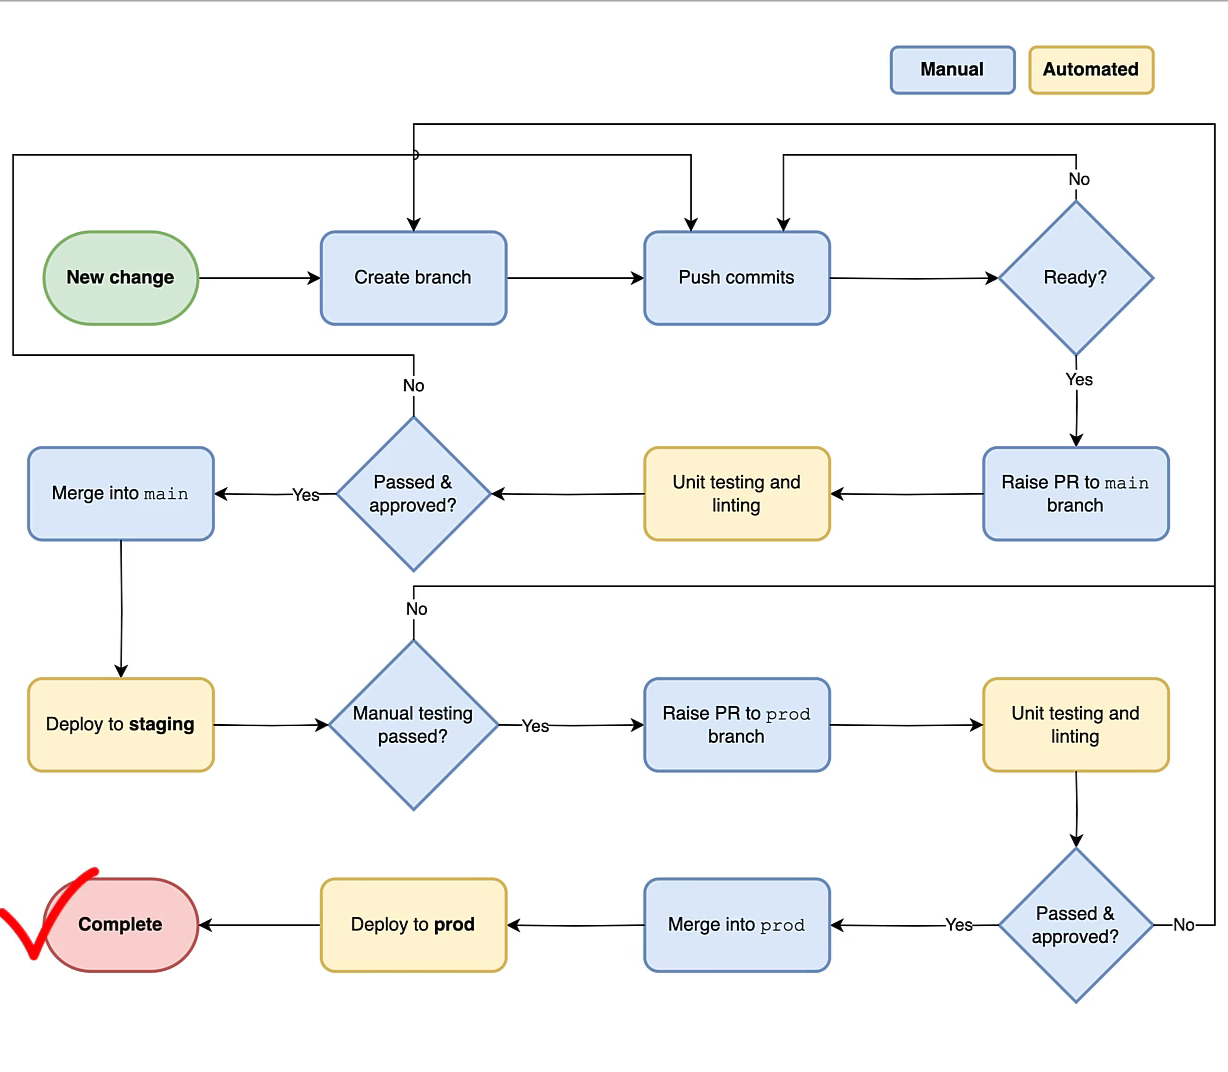 Manual
Automated
No
New change
Create branch
Push commits
Ready?
No
Yes
Merge into main
Yes
Passed &
approved?
Unit testing and
linting
Raise PR to main
branch
No
Deploy to staging
Manual testing
passed?
Yes
Raise PR to prod
branch
Unit testing and
linting
Complete
Deploy to prod
Merge into prod
Yes
Passed &
approved?
No